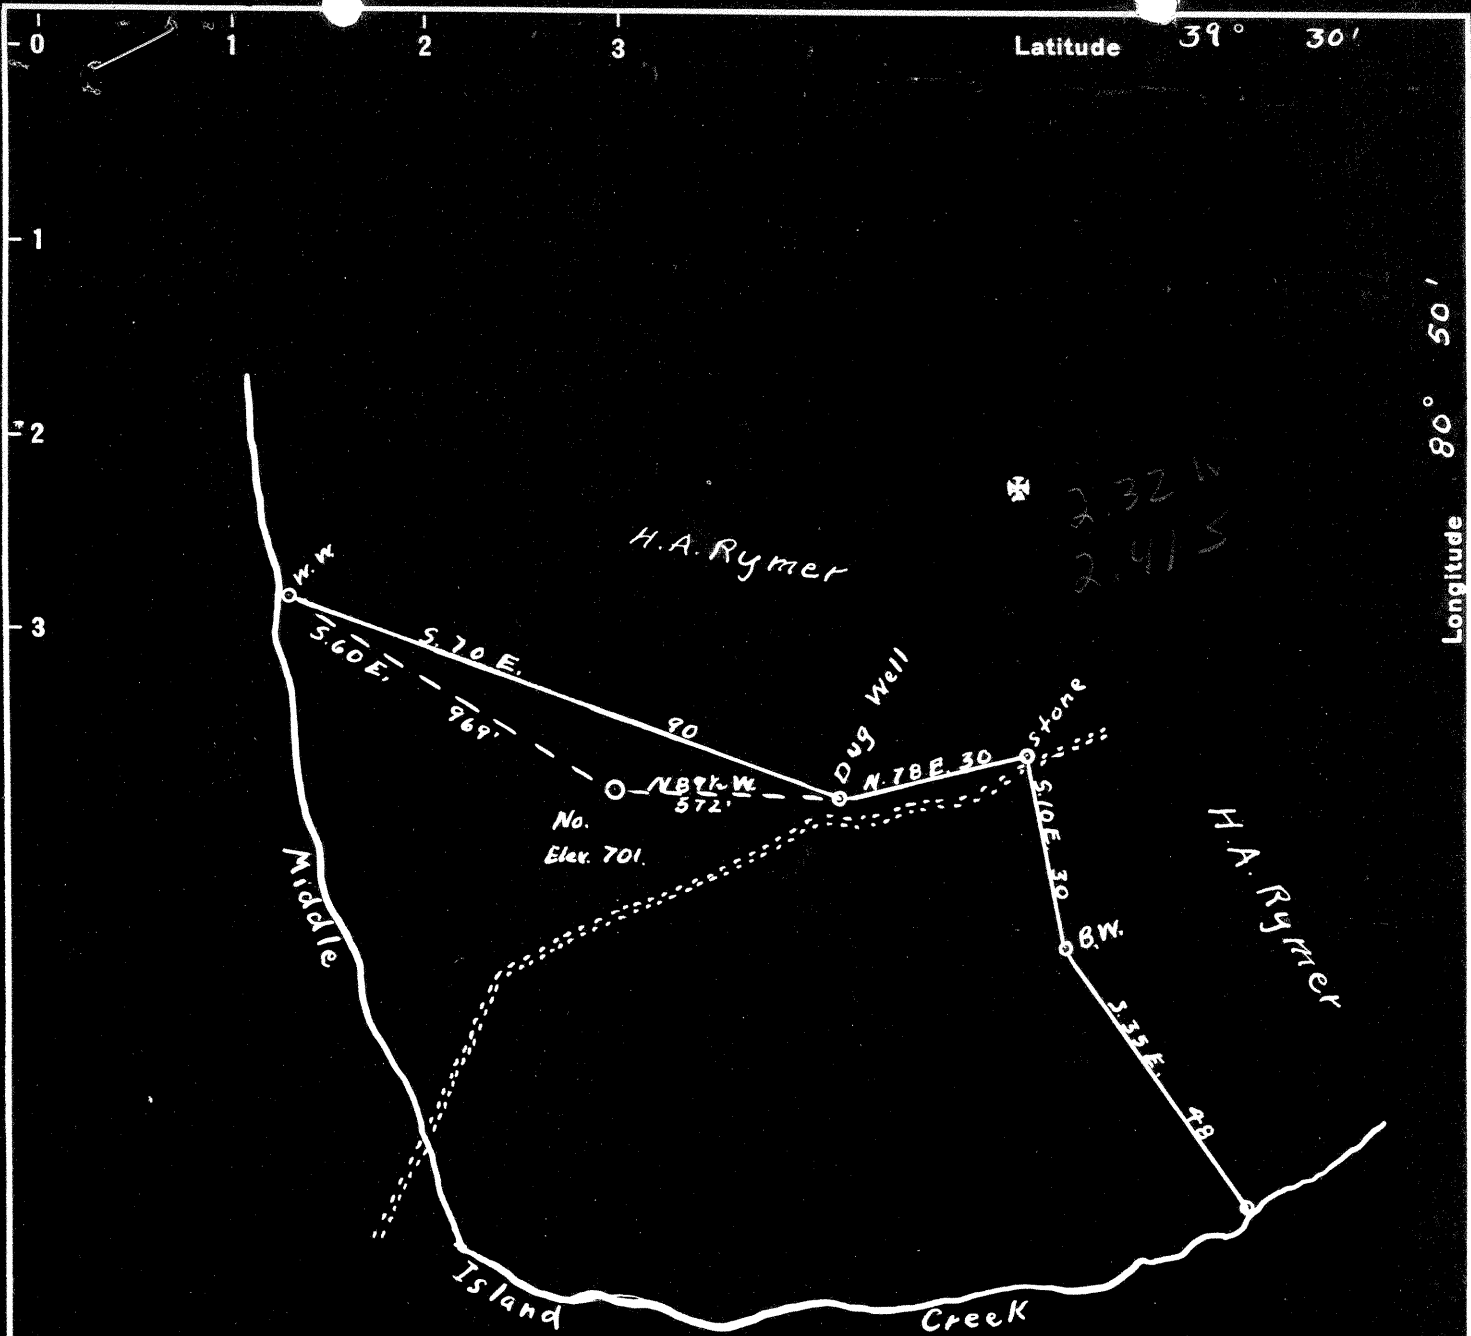 0 1 2 3 Latitude 39° 30'
1
2
3
Longitude 80° 50'
2.32 W
2.41 S
H.A. Rymer
W.W.
S. 70 E.
90
S. 60 E.
969'
Dug Well
Stone
N. 78 E. 30
572'
No.
Elev. 701.
S. 10 E. 30
H.A. Rymer
B.W.
S. 35 E.
48
Middle
Island
Creek